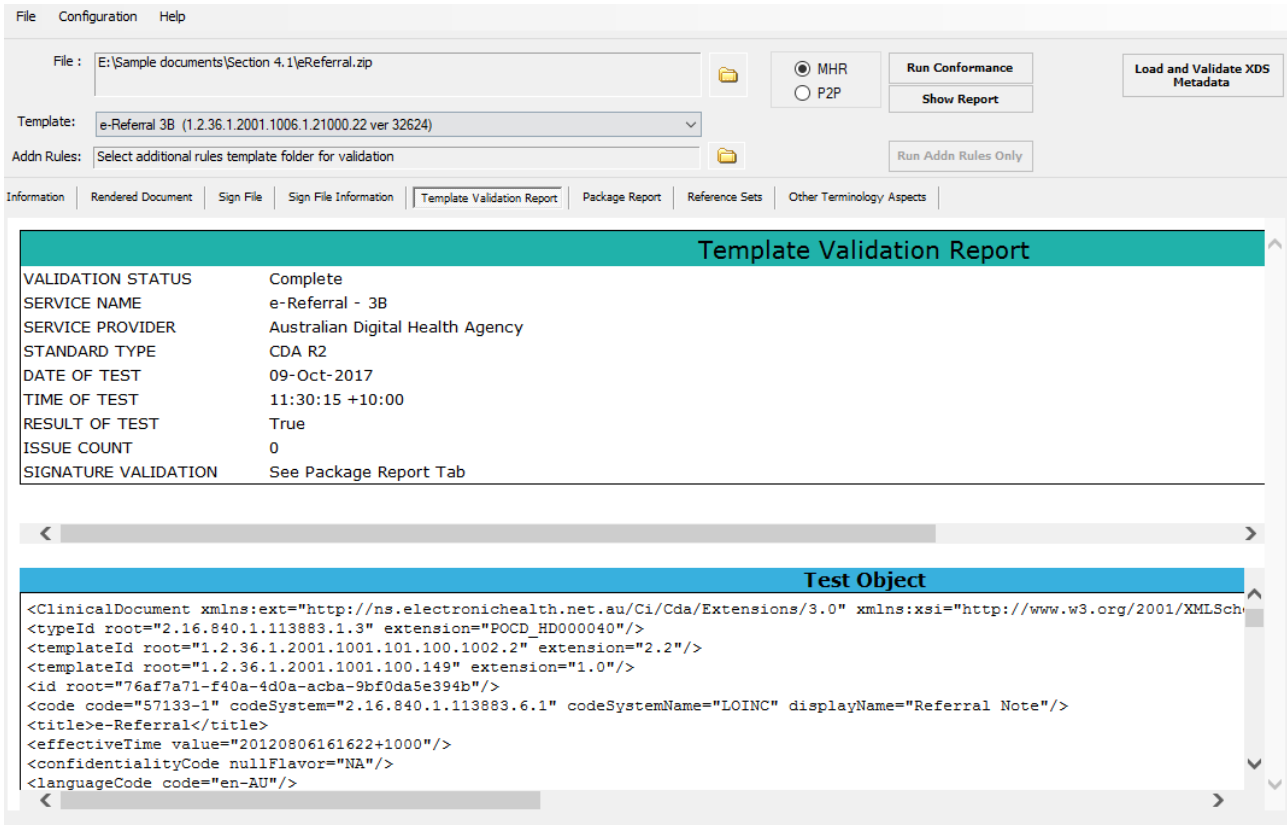 File Configuration Help
File : E:\Sample documents\Section 4.1\eReferral.zip
MHR
P2P
Run Conformance
Show Report
Load and Validate XDS
Metadata
Template: e-Referral 3B (1.2.36.1.2001.1006.1.21000.22 ver 32624)
Addn Rules: Select additional rules template folder for validation
Run Addn Rules Only
Information Rendered Document Sign File Sign File Information Template Validation Report Package Report Reference Sets Other Terminology Aspects
Template Validation Report
VALIDATION STATUS Complete
SERVICE NAME e-Referral - 3B
SERVICE PROVIDER Australian Digital Health Agency
STANDARD TYPE CDA R2
DATE OF TEST 09-Oct-2017
TIME OF TEST 11:30:15 +10:00
RESULT OF TEST True
ISSUE COUNT 0
SIGNATURE VALIDATION See Package Report Tab
Test Object
<ClinicalDocument xmlns:ext="http://ns.electronichealth.net.au/Ci/Cda/Extensions/3.0" xmlns:xsi="http://www.w3.org/2001/XMLSch
<typeId root="2.16.840.1.113883.1.3" extension="POCD_HD000040"/>
<templateId root="1.2.36.1.2001.1001.101.100.1002.2" extension="2.2"/>
<templateId root="1.2.36.1.2001.1001.100.149" extension="1.0"/>
<id root="76af7a71-f40a-4d0a-acba-9bf0da5e394b"/>
<code code="57133-1" codeSystem="2.16.840.1.113883.6.1" codeSystemName="LOINC" displayName="Referral Note"/>
<title>e-Referral</title>
<effectiveTime value="20120806161622+1000"/>
<confidentialityCode nullFlavor="NA"/>
<languageCode code="en-AU"/>